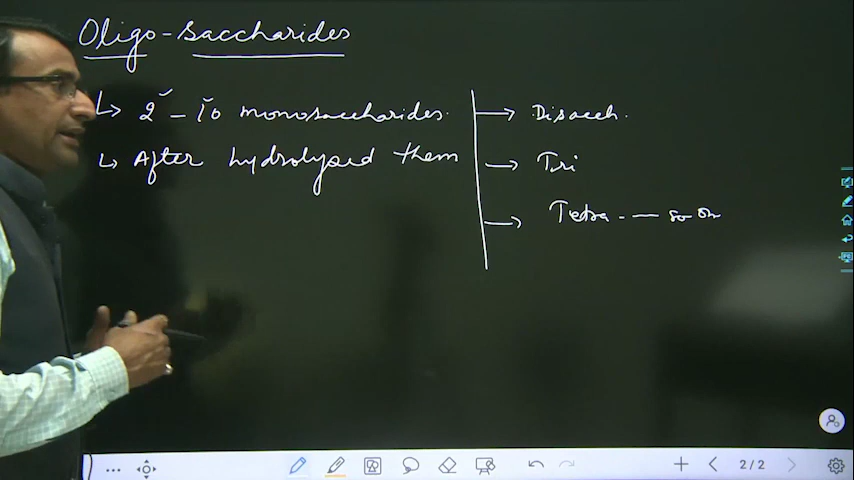 Oligo-Saccharides
↳ 2 - 10 monosaccharides.
↳ After hydrolysed them
→ Disacch.
→ Tri
→ Tetra - — so on
2/2